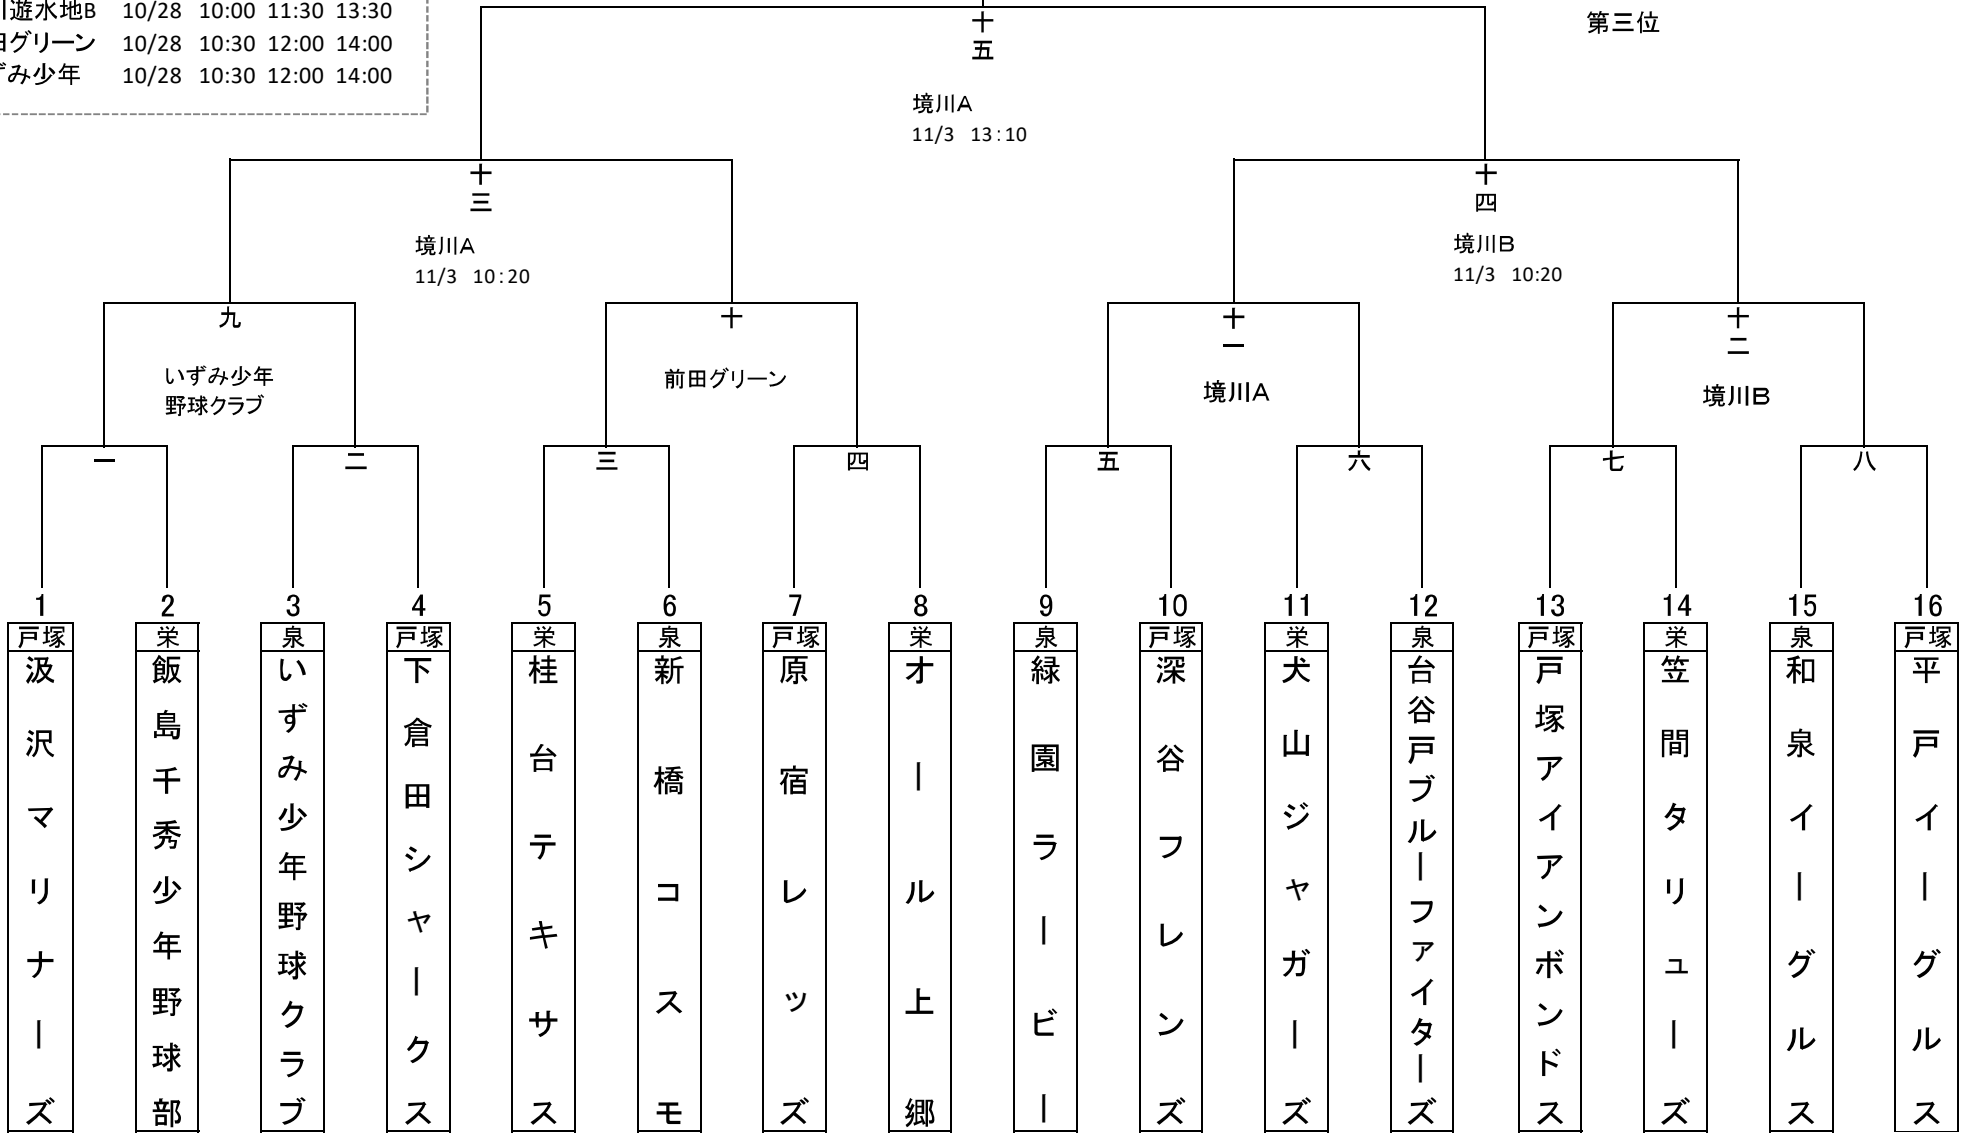 川遊水地B 10/28 10:00 11:30 13:30
田グリーン 10/28 10:30 12:00 14:00
ずみ少年 10/28 10:30 12:00 14:00
第三位
十五
境川A
11/3 13:10
十三
境川A
11/3 10:20
十四
境川B
11/3 10:20
九
いずみ少年
野球クラブ
十
前田グリーン
十一
境川A
十二
境川B
一
二
三
四
五
六
七
八
1 2 3 4 5 6 7 8 9 10 11 12 13 14 15 16
戸塚 栄 泉 戸塚 栄 泉 戸塚 栄 泉 戸塚 栄 泉 戸塚 栄 泉 戸塚
汲沢マリナーズ
飯島千秀少年野球部
いずみ少年野球クラブ
下倉田シャークス
桂台テキサス
新橋コスモ
原宿レッズ
オール上郷
緑園ラービー
深谷フレンズ
犬山ジャガーズ
台谷戸ブルーファイターズ
戸塚アイアンボンドス
笠間タリューズ
和泉イーグルス
平戸イーグルス